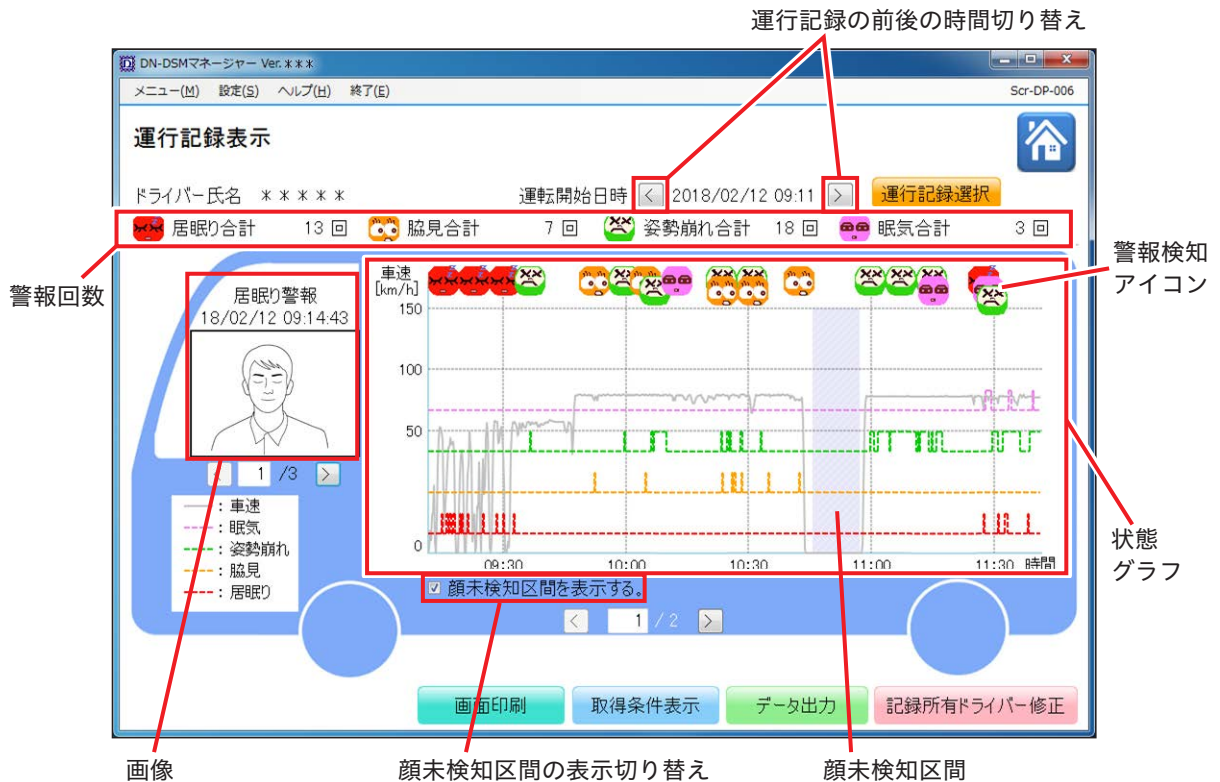 運行記録の前後の時間切り替え
DN-DSMマネージャー Ver.＊＊＊
メニュー(M) 設定(S) ヘルプ(H) 終了(E)
Scr-DP-006
運行記録表示
ドライバー氏名 ＊＊＊＊＊
運転開始日時 < 2018/02/12 09:11 > 運行記録選択
居眠り合計 13 回 脇見合計 7 回 姿勢崩れ合計 18 回 眠気合計 3 回
警報回数
警報検知
アイコン
居眠り警報
18/02/12 09:14:43
< 1 /3 >
車速
[km/h]
150
100
50
0
09:30 10:00 10:30 11:00 11:30 時間
：車速
：眠気
：姿勢崩れ
：脇見
：居眠り
状態
グラフ
顔未検知区間を表示する。
< 1 / 2 >
画面印刷 取得条件表示 データ出力 記録所有ドライバー修正
画像
顔未検知区間の表示切り替え
顔未検知区間